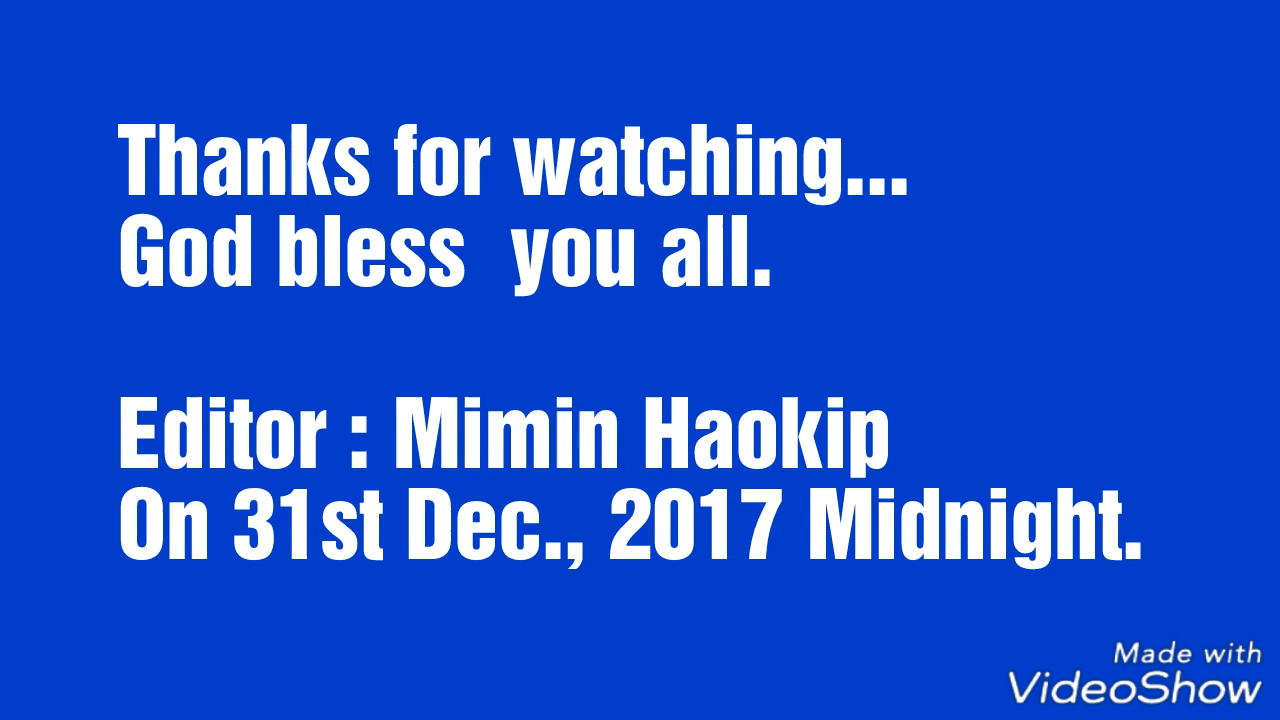 Thanks for watching...
God bless  you all.
Editor : Mimin Haokip
On 31st Dec., 2017 Midnight.
Made with
VideoShow